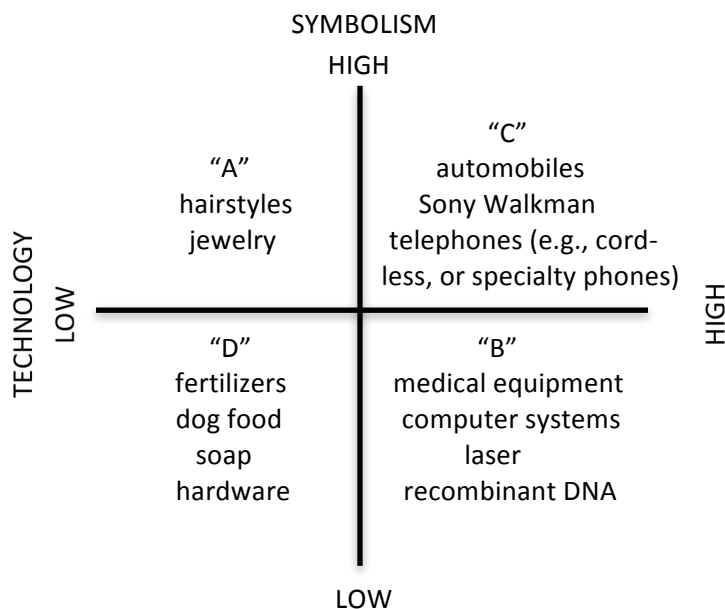 SYMBOLISM
HIGH
“A”
hairstyles
jewelry
“C”
automobiles
Sony Walkman
telephones (e.g., cord-
less, or specialty phones)
TECHNOLOGY
LOW
HIGH
“D”
fertilizers
dog food
soap
hardware
“B”
medical equipment
computer systems
laser
recombinant DNA
LOW